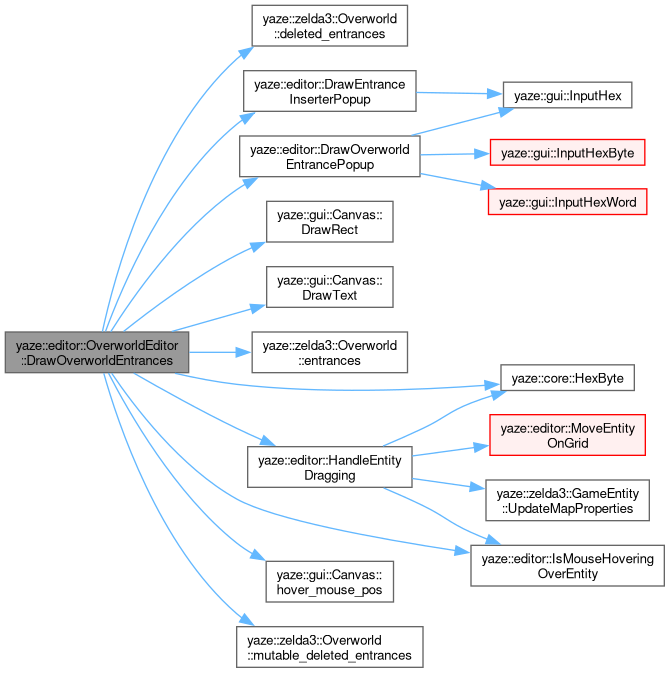 yaze::zelda3::Overworld
::deleted_entrances
yaze::editor::DrawEntrance
InserterPopup
yaze::gui::InputHex
yaze::editor::DrawOverworld
EntrancePopup
yaze::gui::InputHexByte
yaze::gui::InputHexWord
yaze::gui::Canvas::
DrawRect
yaze::gui::Canvas::
DrawText
yaze::editor::OverworldEditor
::DrawOverworldEntrances
yaze::zelda3::Overworld
::entrances
yaze::core::HexByte
yaze::editor::HandleEntity
Dragging
yaze::editor::MoveEntity
OnGrid
yaze::zelda3::GameEntity
::UpdateMapProperties
yaze::editor::IsMouseHovering
OverEntity
yaze::gui::Canvas::
hover_mouse_pos
yaze::zelda3::Overworld
::mutable_deleted_entrances